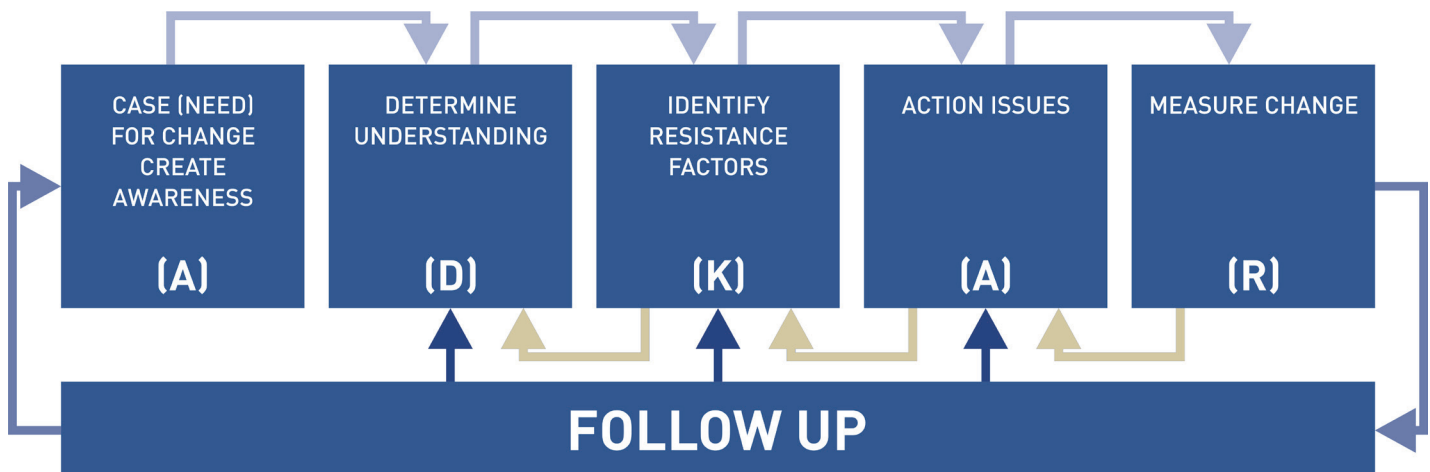 CASE (NEED)
FOR CHANGE
CREATE
AWARENESS
(A)
DETERMINE
UNDERSTANDING
(D)
IDENTIFY
RESISTANCE
FACTORS
(K)
ACTION ISSUES
(A)
MEASURE CHANGE
(R)
FOLLOW UP